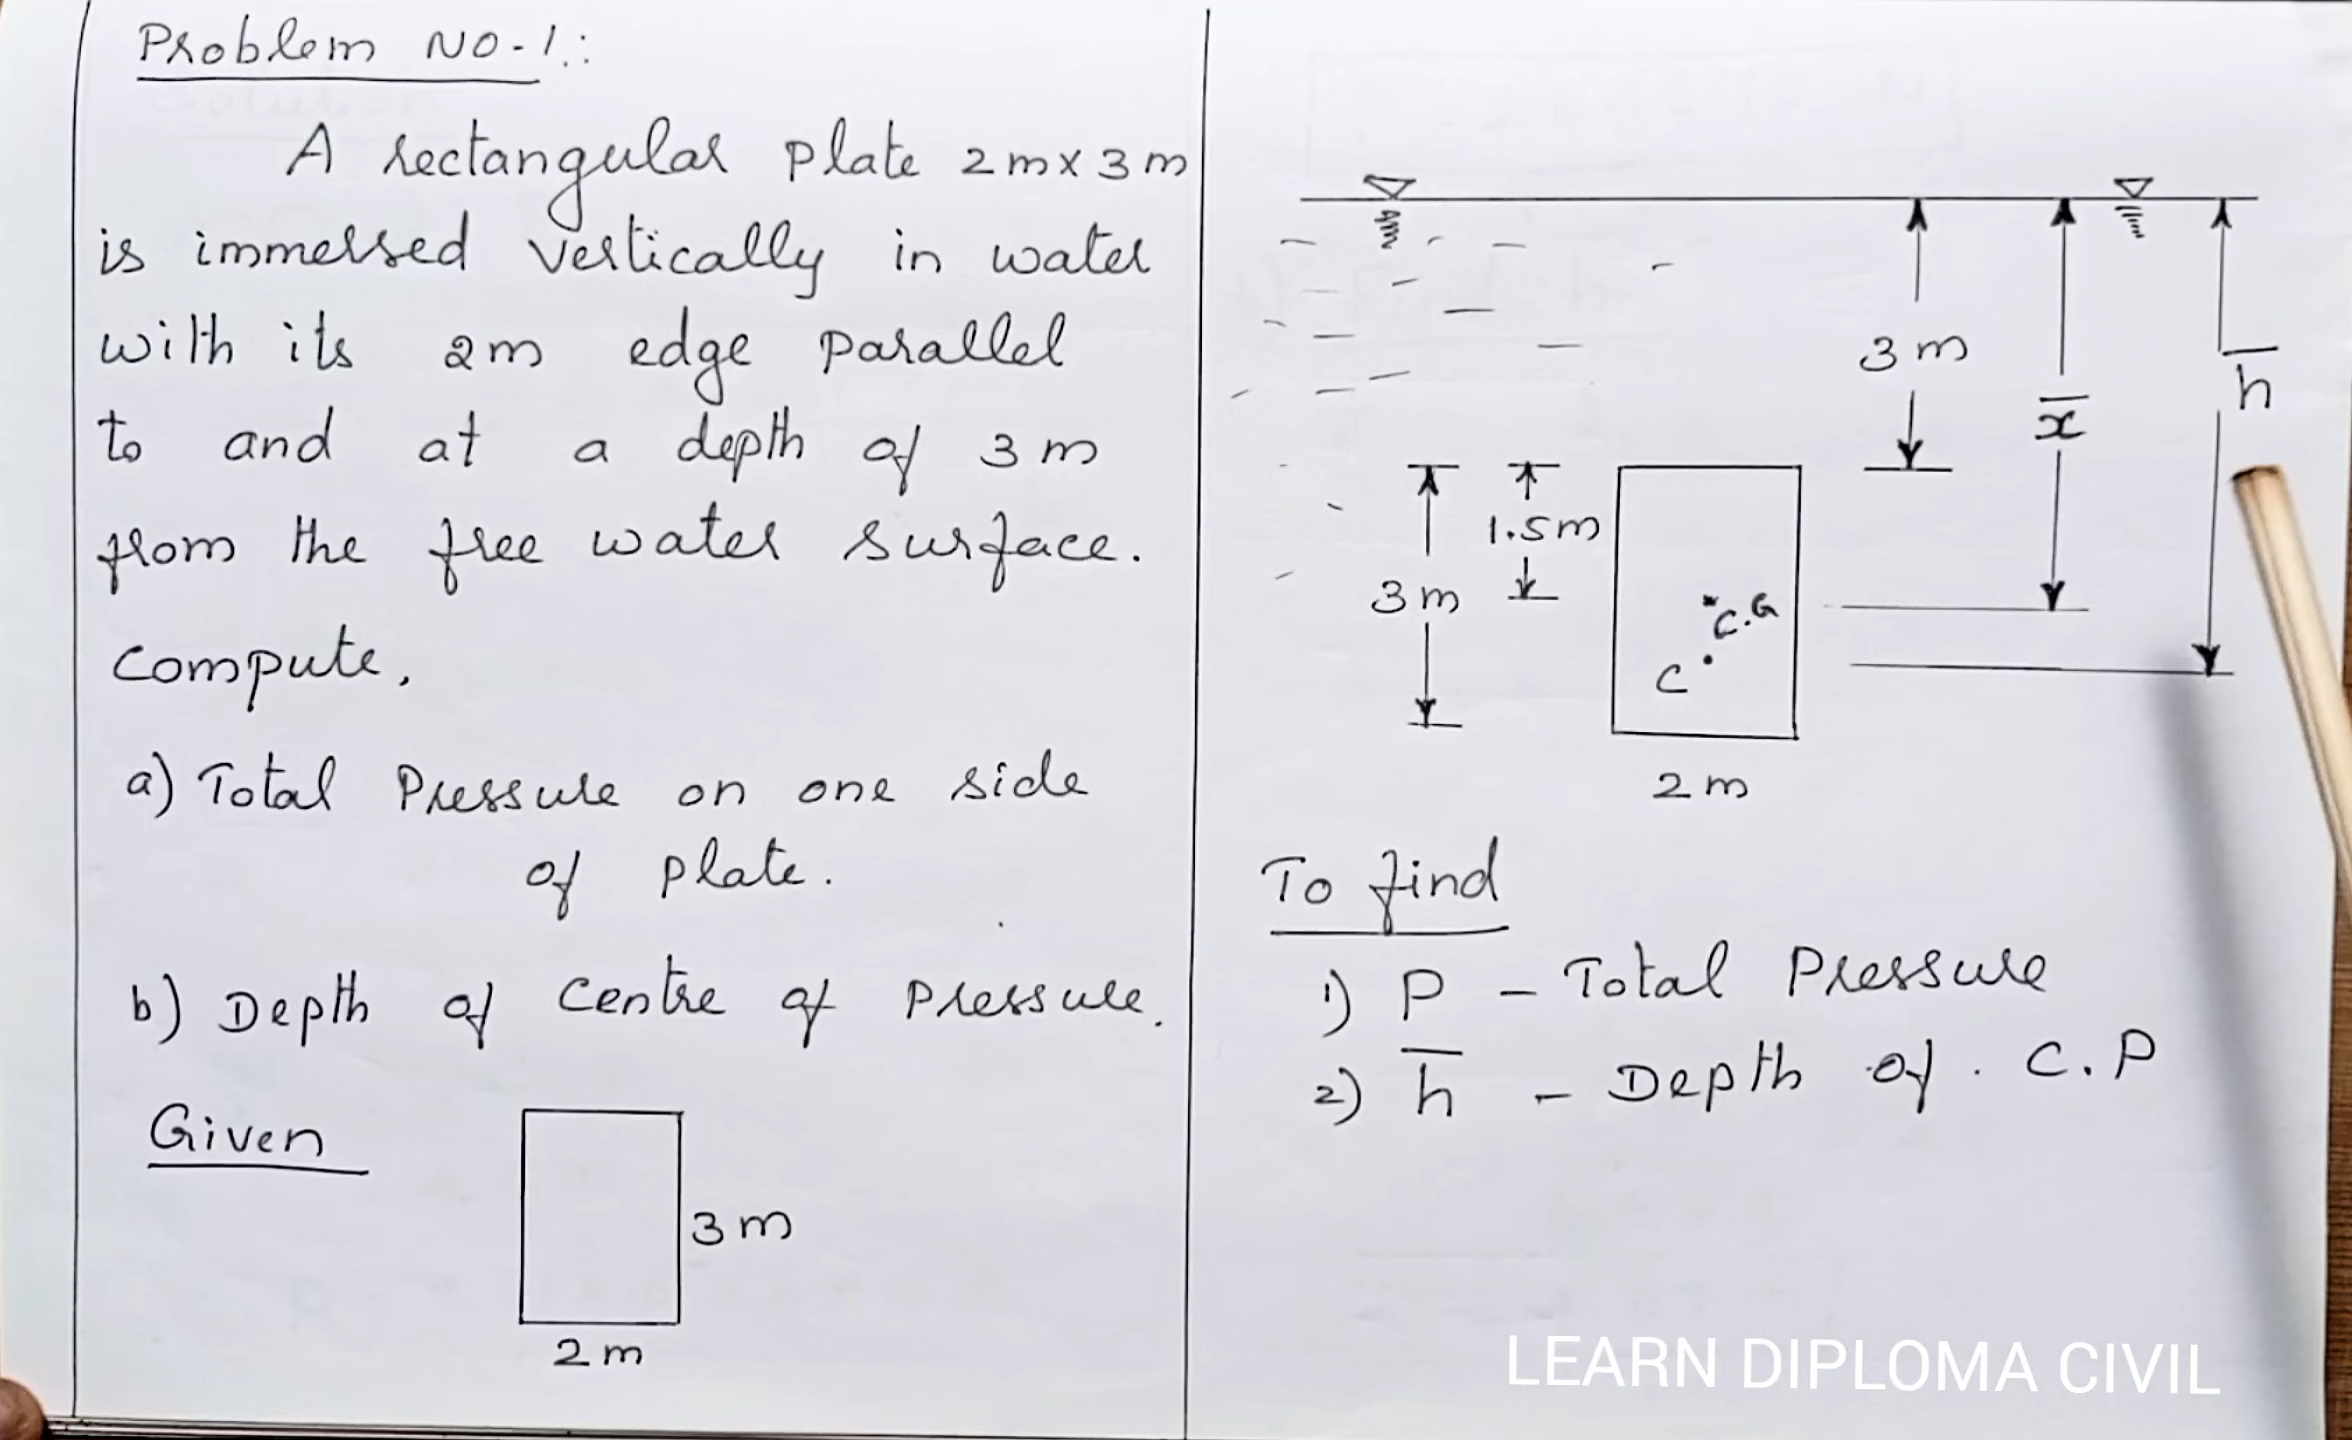 Problem NO-1.:
A rectangular plate 2m x 3m
is immersed vertically in water
with its 2m edge parallel
to and at a depth of 3m
from the free water surface.
compute,
a) Total Pressure on one side
of plate.
b) Depth of centre of pressure.
Given
3m
2m
3m
x̄
h̄
1.5m
3m
C.G
C
2m
To find
1) P - Total Pressure
2) h̄ - Depth of. C.P
LEARN DIPLOMA CIVIL